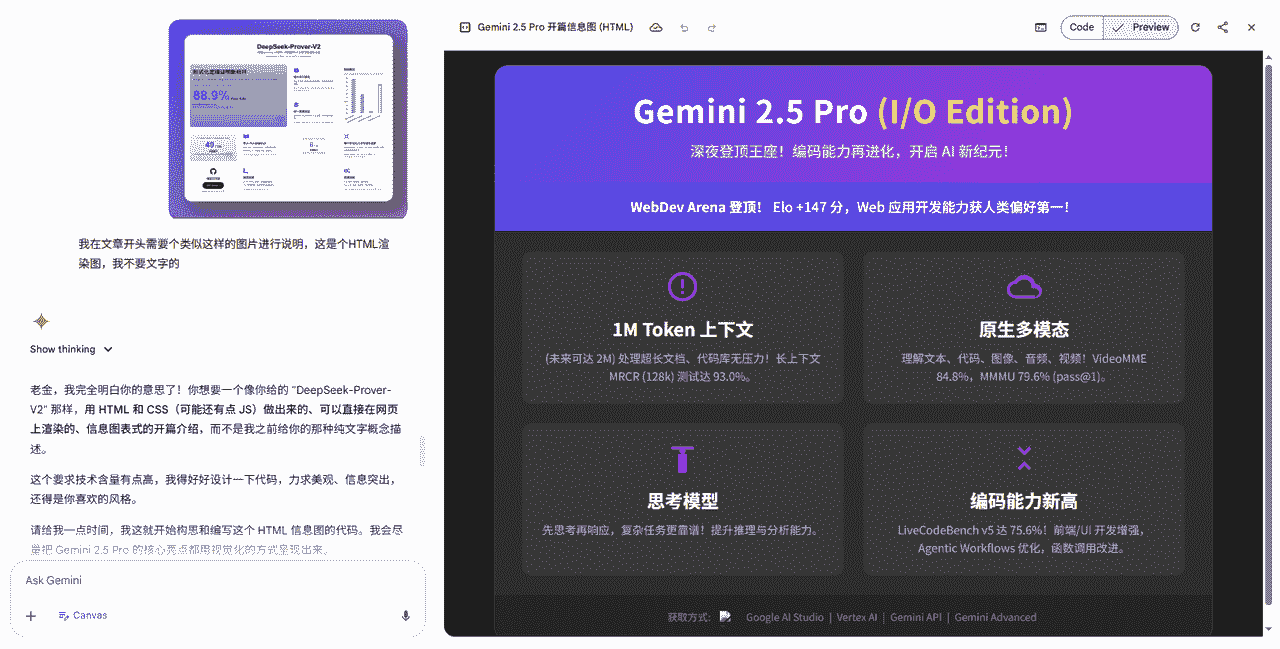 DeepSeek-Prover-V2
88.9%
我在文章开头需要个类似这样的图片进行说明，这是个HTML渲
染图，我不要文字的
Show thinking
老金，我完全明白你的意思了！你想要一个像你给的 "DeepSeek-Prover-
V2" 那样，用 HTML 和 CSS（可能还有点 JS）做出来的、可以直接在网页
上渲染的、信息图表式的开篇介绍，而不是我之前给你的那种纯文字概念描
述。
这个要求技术含量有点高，我得好好设计一下代码，力求美观、信息突出，
还得是你喜欢的风格。
请给我一点时间，我这就开始构思和编写这个 HTML 信息图的代码。我会尽
量把 Gemini 2.5 Pro 的核心亮点都用视觉化的方式呈现出来。
Ask Gemini
Canvas
Gemini 2.5 Pro 开篇信息图 (HTML)
Code
Preview
Gemini 2.5 Pro (I/O Edition)
深夜登顶王座！编码能力再进化，开启 AI 新纪元！
WebDev Arena 登顶！ Elo +147 分，Web 应用开发能力获人类偏好第一！
1M Token 上下文
(未来可达 2M) 处理超长文档、代码库无压力！长上下文
MRCR (128k) 测试达 93.0%。
原生多模态
理解文本、代码、图像、音频、视频！VideoMME
84.8%，MMMU 79.6% (pass@1)。
思考模型
先思考再响应，复杂任务更靠谱！提升推理与分析能力。
编码能力新高
LiveCodeBench v5 达 75.6%！前端/UI 开发增强，
Agentic Workflows 优化，函数调用改进。
获取方式: Google AI Studio | Vertex AI | Gemini API | Gemini Advanced